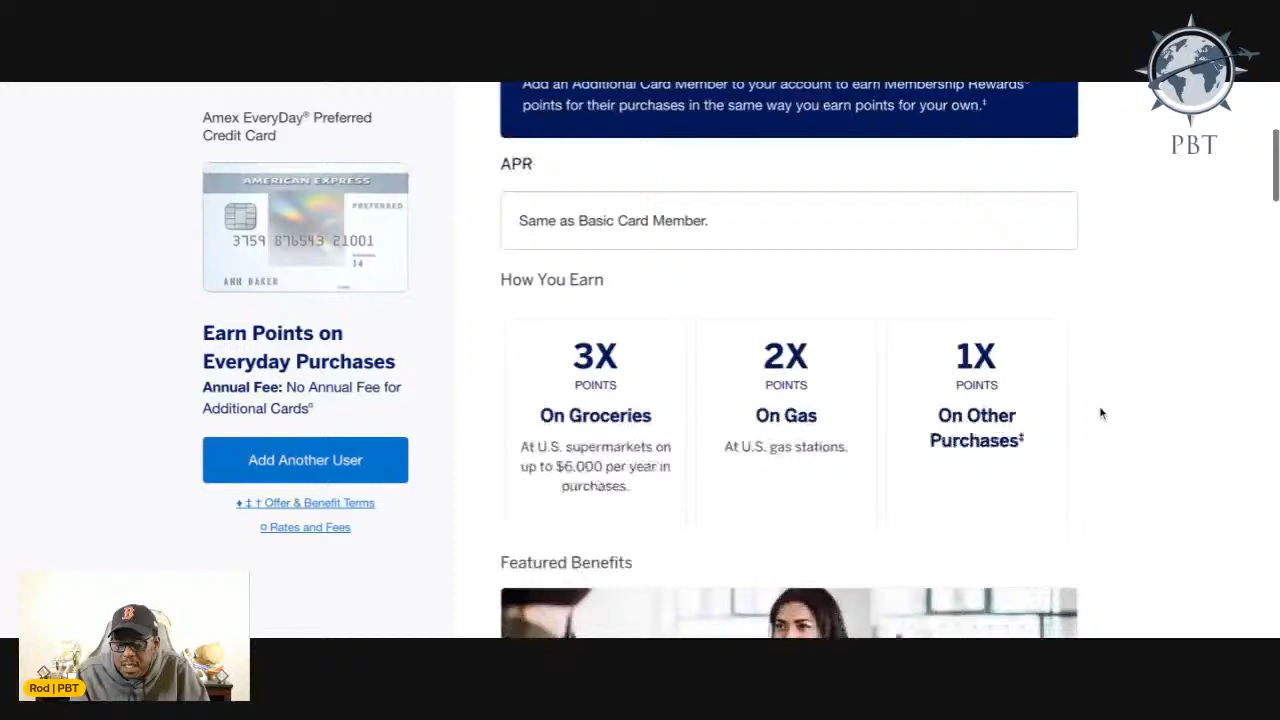 Add an Additional Card Member to your account to earn Membership Rewards®
points for their purchases in the same way you earn points for your own.‡
PBT
Amex EveryDay® Preferred
Credit Card
AMERICAN EXPRESS
PREFERRED
3759 876543 21001
14
ANN BAKER
Earn Points on
Everyday Purchases
Annual Fee: No Annual Fee for
Additional Cards¤
Add Another User
♦ ‡ † Offer & Benefit Terms
¤ Rates and Fees
APR
Same as Basic Card Member.
How You Earn
3X
POINTS
On Groceries
At U.S. supermarkets on
up to $6,000 per year in
purchases.
2X
POINTS
On Gas
At U.S. gas stations.
1X
POINTS
On Other
Purchases‡
Featured Benefits
B
Rod | PBT